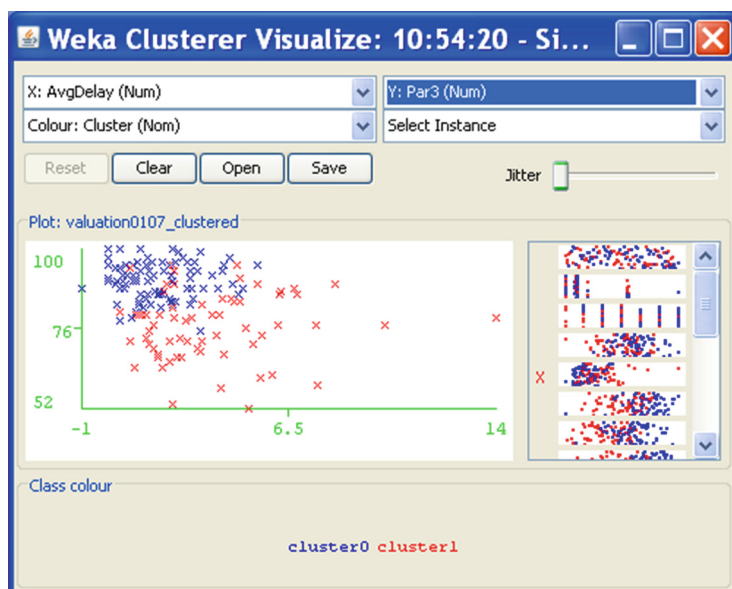 Weka Clusterer Visualize: 10:54:20 - Si...
X: AvgDelay (Num)
Y: Par3 (Num)
Colour: Cluster (Nom)
Select Instance
Reset
Clear
Open
Save
Jitter
Plot: valuation0107_clustered
100
76
52
-1
6.5
14
X
Class colour
cluster0 cluster1